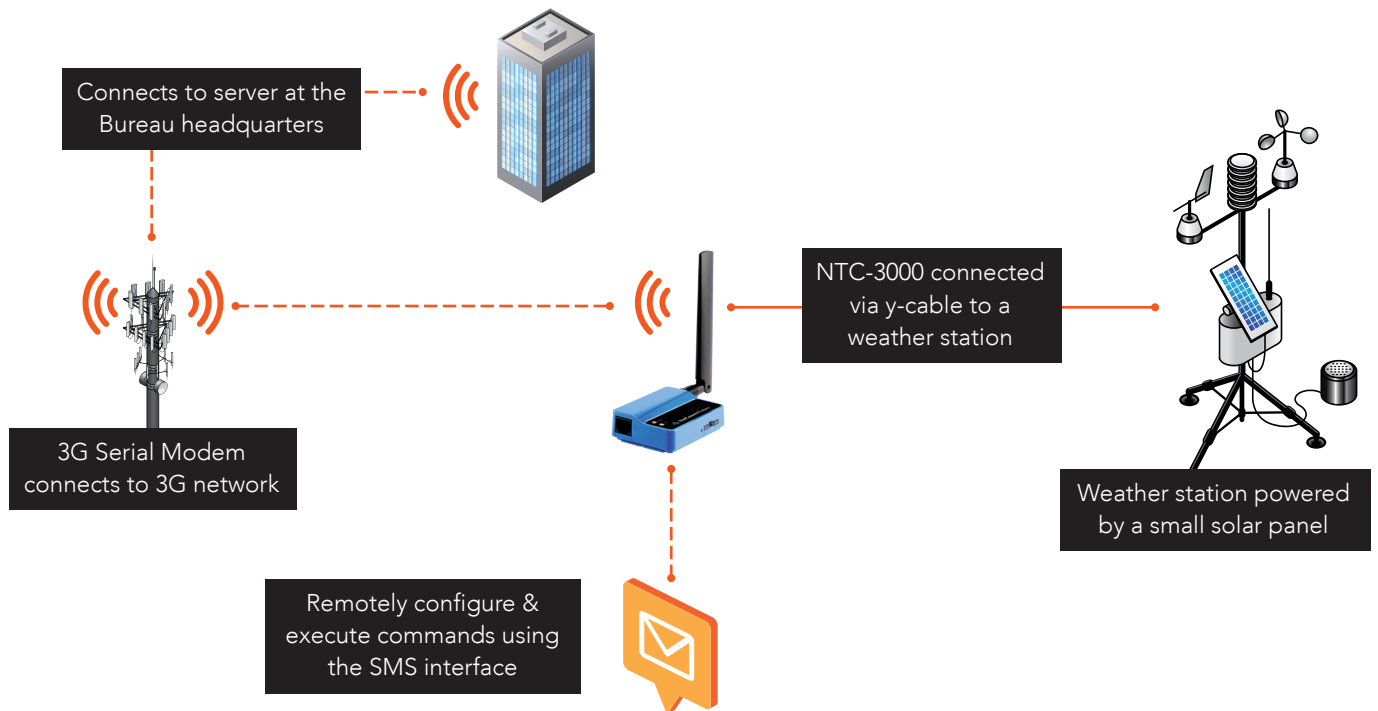 Connects to server at the
Bureau headquarters
NTC-3000 connected
via y-cable to a
weather station
3G Serial Modem
connects to 3G network
Weather station powered
by a small solar panel
Remotely configure &
execute commands using
the SMS interface